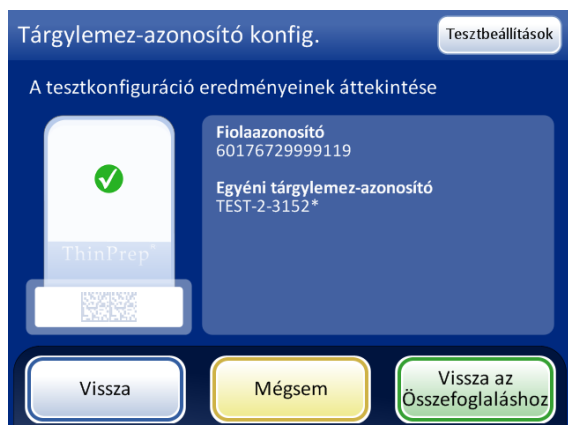 Tárgylemez-azonosító konfig.
Tesztbeállítások
A tesztkonfiguráció eredményeinek áttekintése
Fiolaazonosító
60176729999119
Egyéni tárgylemez-azonosító
TEST-2-3152*
ThinPrep®
Vissza
Mégsem
Vissza az
Összefoglaláshoz